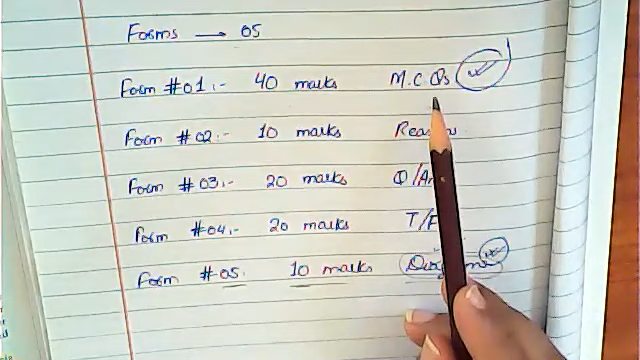 Forms → 05
Form #01:- 40 marks M.C.Qs
Form #02:- 10 marks
Form #03:- 20 marks Q/
Form #04:- 20 marks T/F
Form #05. 10 marks